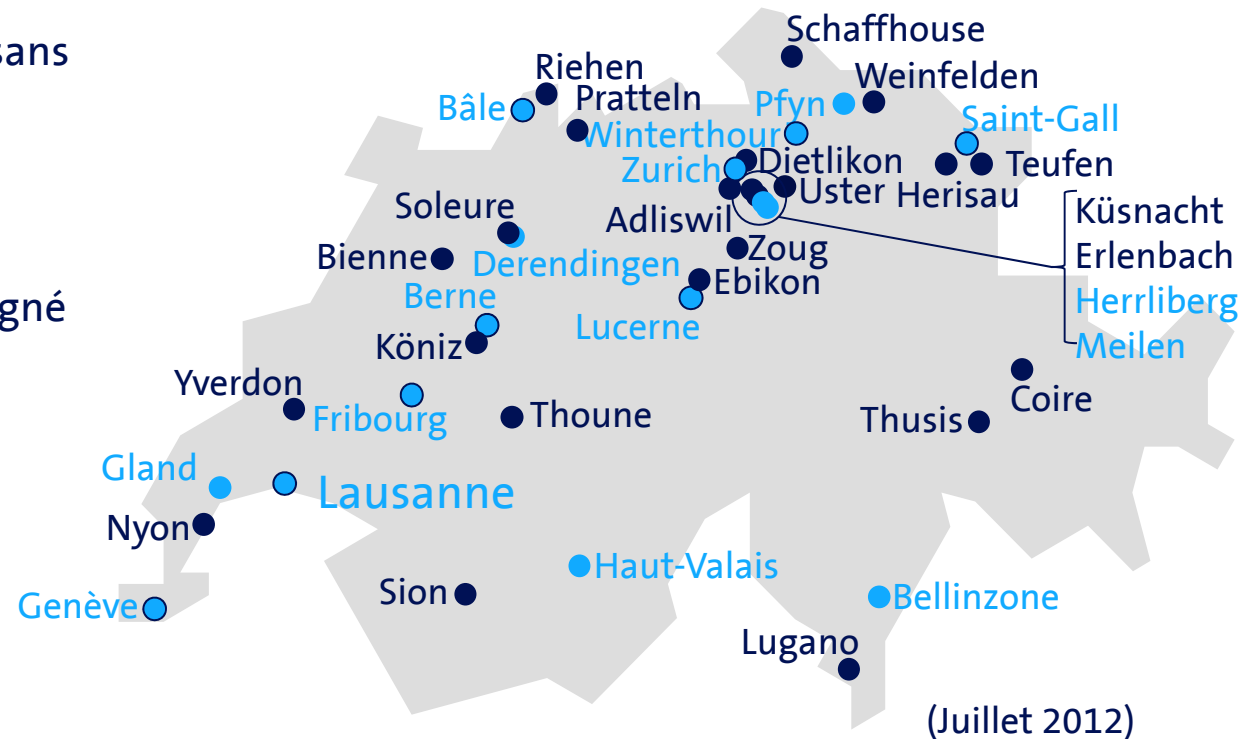 sans
Schaffhouse
Riehen
Weinfelden
Pratteln
Pfyn
Bâle
Saint-Gall
Winterthour
Zurich
Dietlikon
Teufen
Uster
Herisau
Soleure
Adliswil
Küsnacht
Zoug
Erlenbach
Bienne
Derendingen
Ebikon
Berne
Herrliberg
gné
Lucerne
Köniz
Meilen
Yverdon
Coire
Fribourg
Thoune
Thusis
Gland
Lausanne
Nyon
Haut-Valais
Sion
Bellinzone
Genève
Lugano
(Juillet 2012)